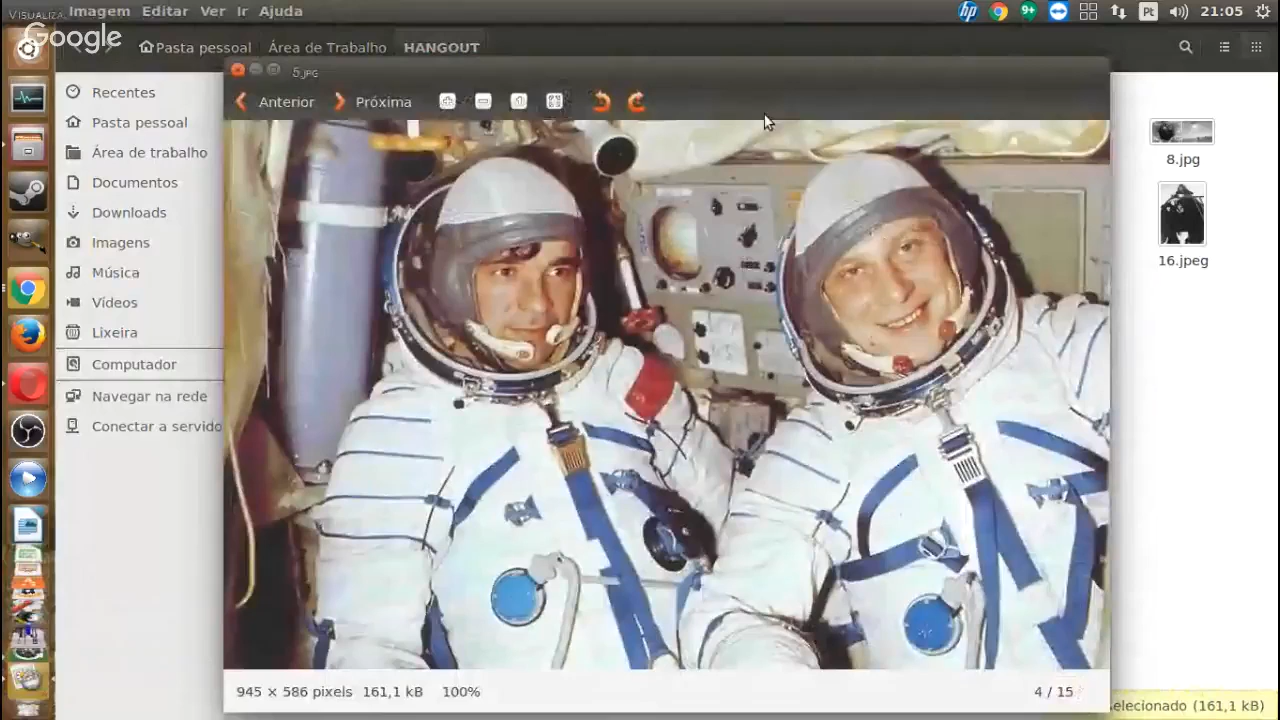 Visualiza
Imagem Editar Ver Ir Ajuda
Pt
21:05
Google
Pasta pessoal Área de Trabalho HANGOUT
5.jpg
Anterior Próxima
Recentes
Pasta pessoal
Área de trabalho
Documentos
Downloads
Imagens
Música
Vídeos
Lixeira
Computador
Navegar na rede
Conectar a servido
8.jpg
16.jpeg
945 × 586 pixels 161,1 kB 100%
4 / 15
elecionado (161,1 kB)